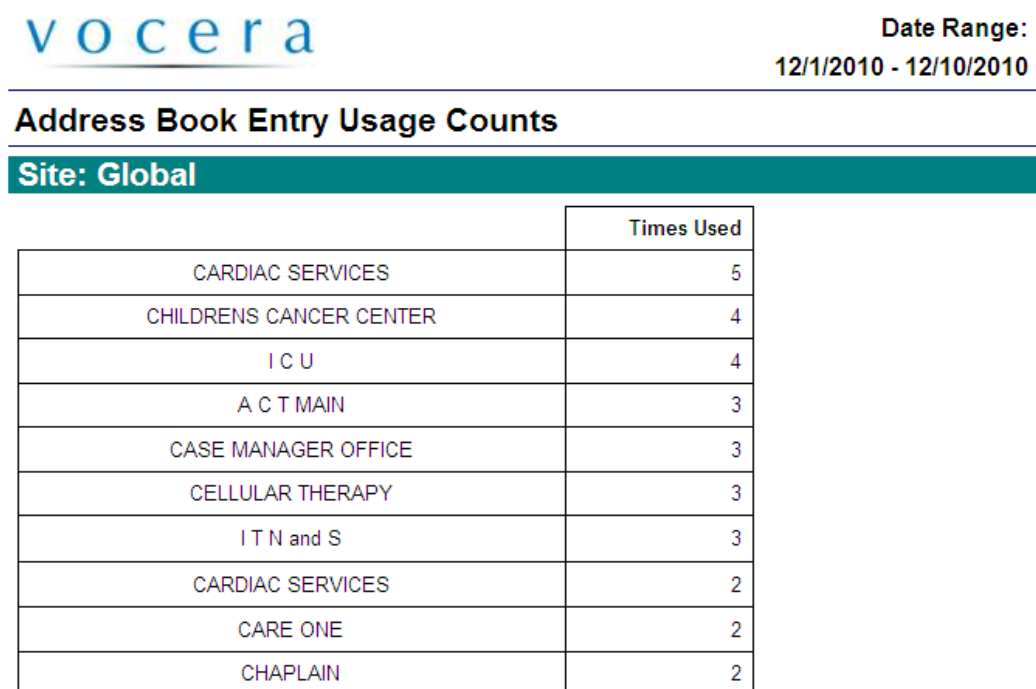 vocera
Date Range:
12/1/2010 - 12/10/2010
Address Book Entry Usage Counts
Site: Global
Times Used
CARDIAC SERVICES 5
CHILDRENS CANCER CENTER 4
I C U 4
A C T MAIN 3
CASE MANAGER OFFICE 3
CELLULAR THERAPY 3
I T N and S 3
CARDIAC SERVICES 2
CARE ONE 2
CHAPLAIN 2